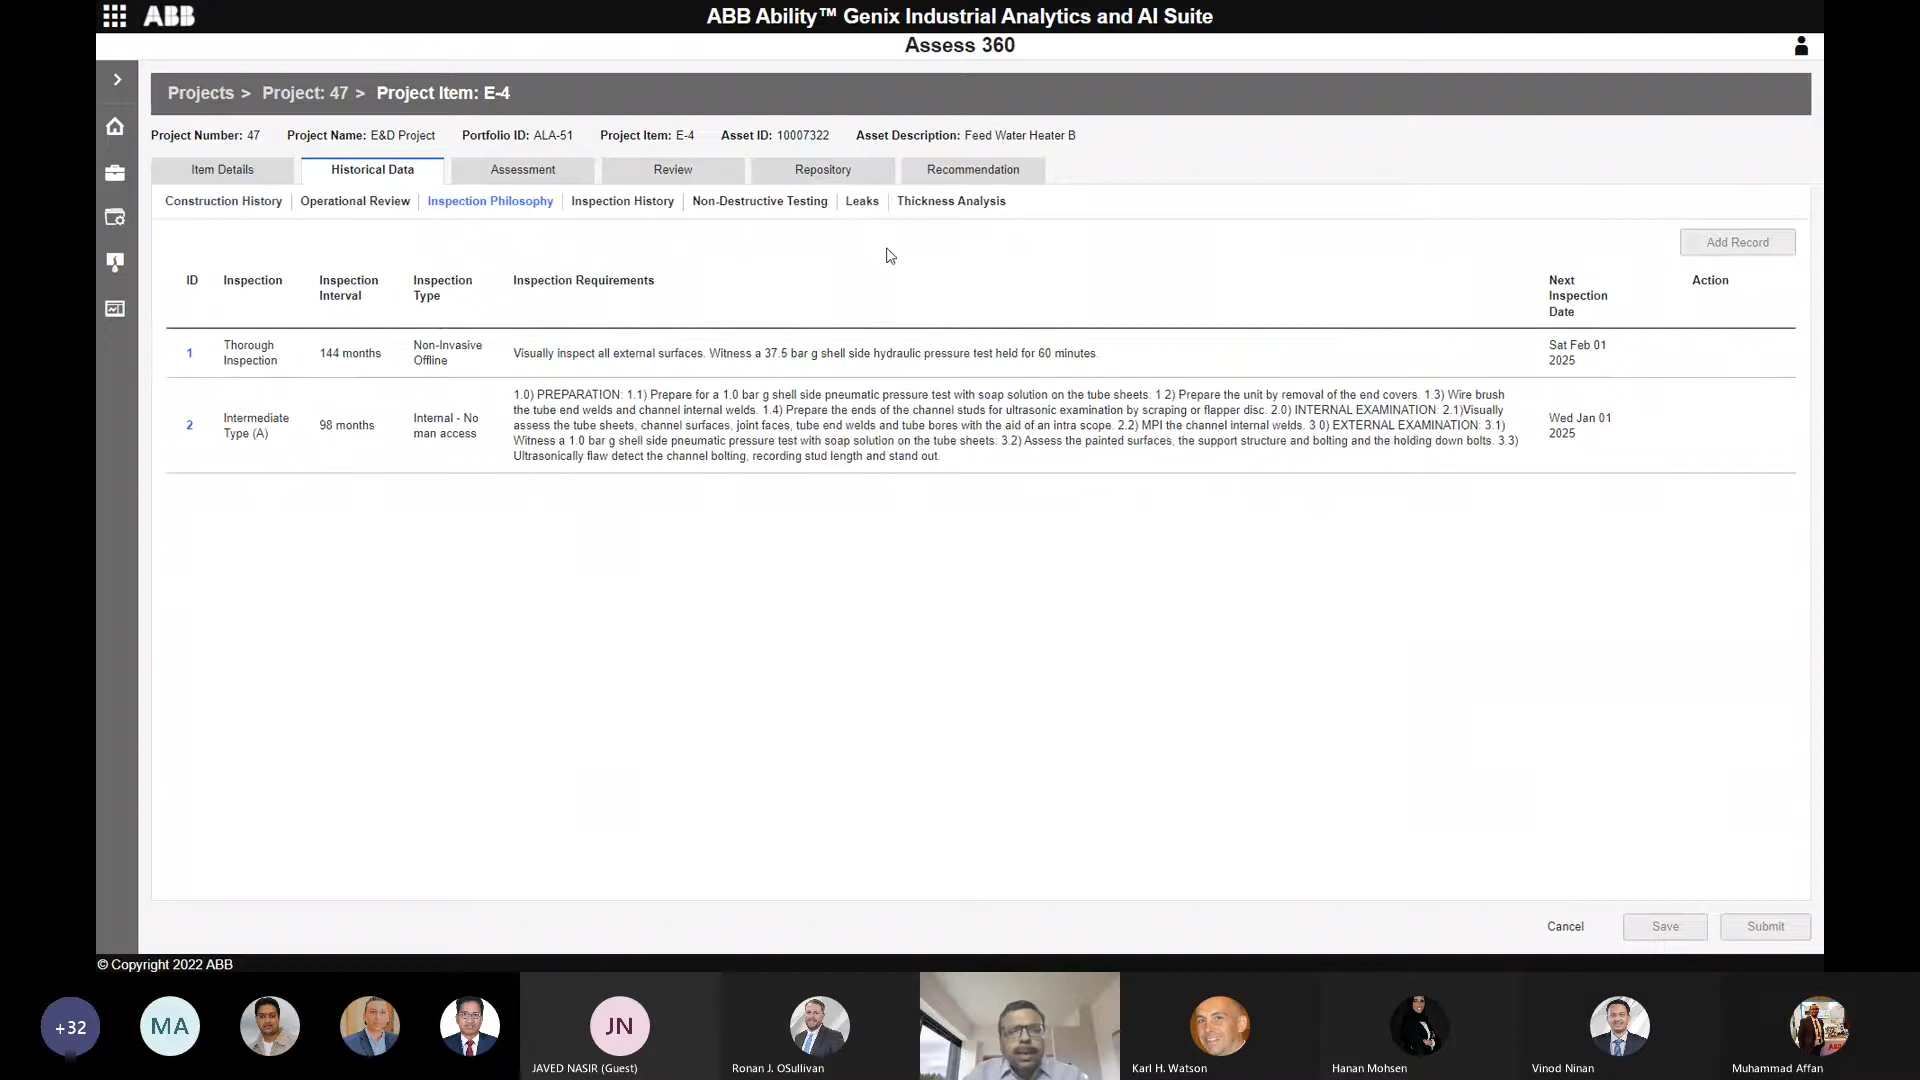 ABB
ABB Ability™ Genix Industrial Analytics and AI Suite
Assess 360
Projects > Project: 47 > Project Item: E-4
Project Number: 47 Project Name: E&D Project Portfolio ID: ALA-51 Project Item: E-4 Asset ID: 10007322 Asset Description: Feed Water Heater B
Item Details Historical Data Assessment Review Repository Recommendation
Construction History Operational Review Inspection Philosophy Inspection History Non-Destructive Testing Leaks Thickness Analysis
Add Record
ID Inspection Inspection Interval Inspection Type Inspection Requirements Next Inspection Date Action
1 Thorough Inspection 144 months Non-Invasive Offline Visually inspect all external surfaces. Witness a 37.5 bar g shell side hydraulic pressure test held for 60 minutes. Sat Feb 01 2025
2 Intermediate Type (A) 98 months Internal - No man access
1.0) PREPARATION: 1.1) Prepare for a 1.0 bar g shell side pneumatic pressure test with soap solution on the tube sheets. 1.2) Prepare the unit by removal of the end covers. 1.3) Wire brush
the tube end welds and channel internal welds. 1.4) Prepare the ends of the channel studs for ultrasonic examination by scraping or flapper disc. 2.0) INTERNAL EXAMINATION: 2.1)Visually
assess the tube sheets, channel surfaces, joint faces, tube end welds and tube bores with the aid of an intra scope. 2.2) MPI the channel internal welds. 3.0) EXTERNAL EXAMINATION: 3.1)
Witness a 1.0 bar g shell side pneumatic pressure test with soap solution on the tube sheets. 3.2) Assess the painted surfaces, the support structure and bolting and the holding down bolts. 3.3)
Ultrasonically flaw detect the channel bolting, recording stud length and stand out.
Wed Jan 01 2025
Cancel Save Submit
© Copyright 2022 ABB
+32 MA JN
JAVED NASIR (Guest) Ronan J. OSullivan Karl H. Watson Hanan Mohsen Vinod Ninan Muhammad Affan